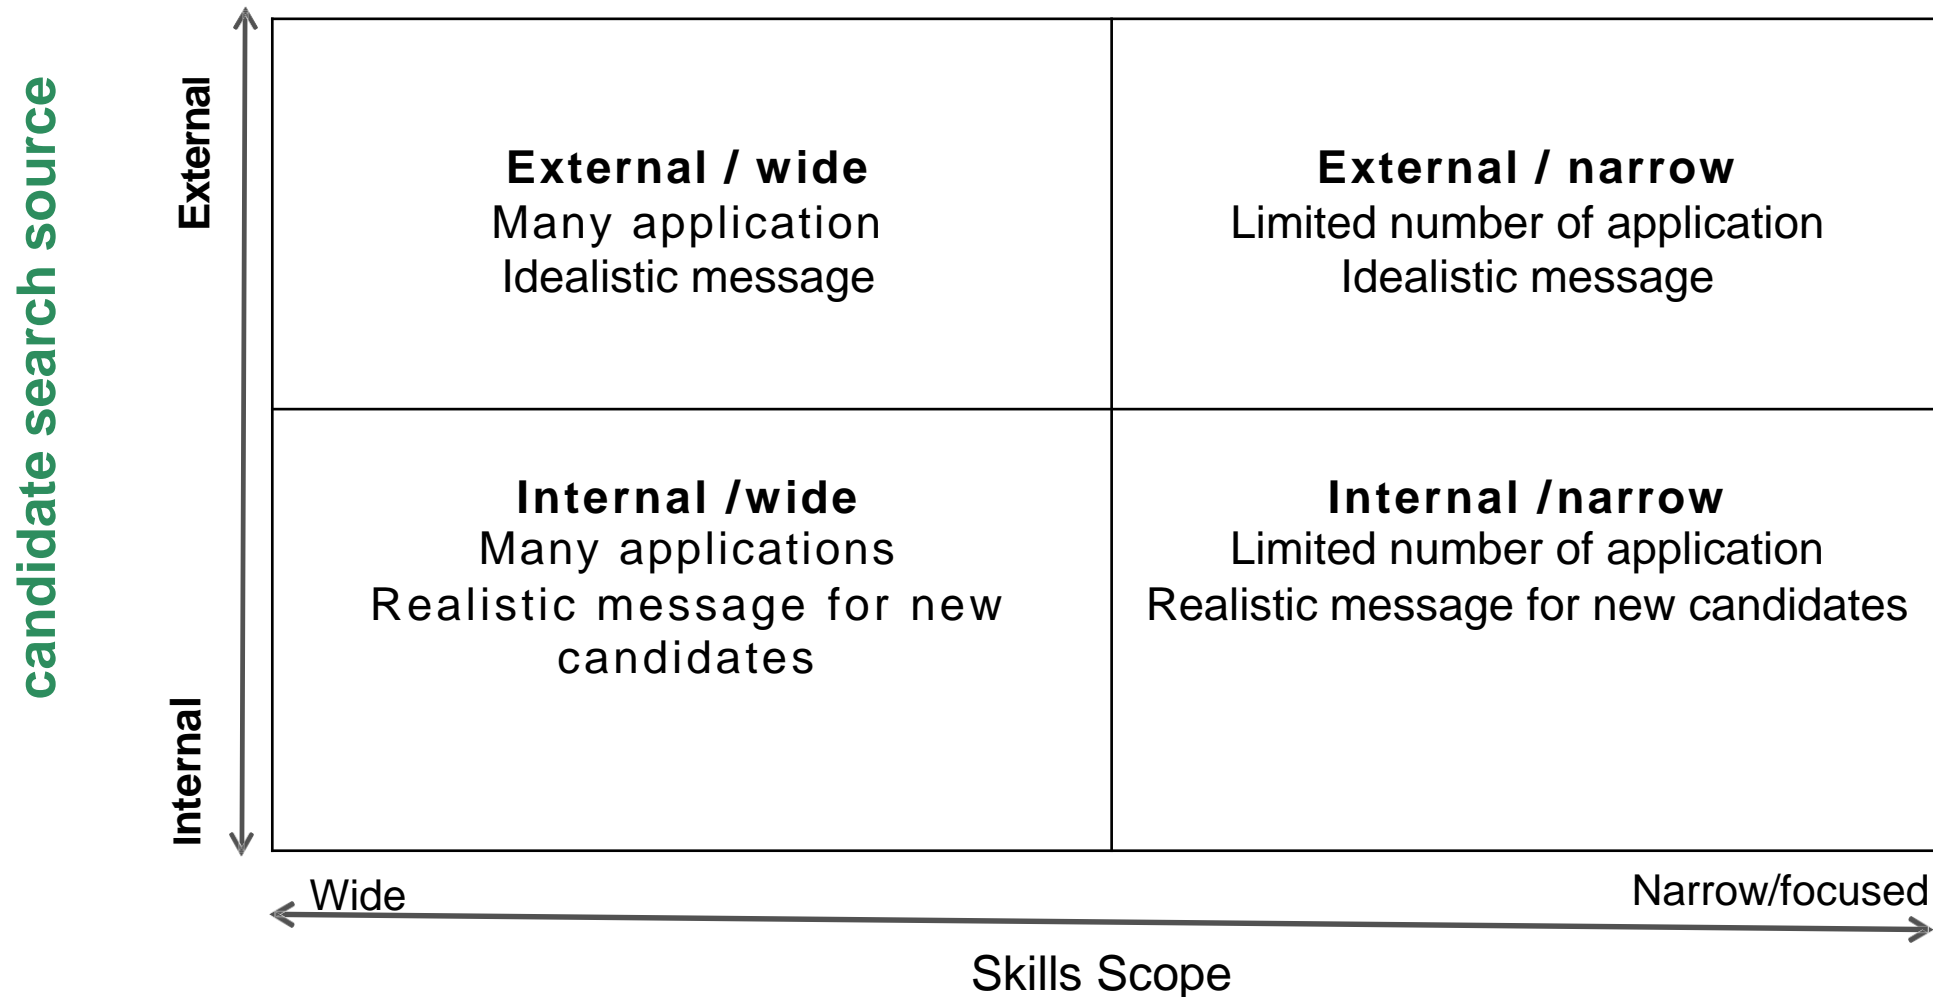 candidate search source
External
Internal
External / wide
Many application
Idealistic message
External / narrow
Limited number of application
Idealistic message
Internal /wide
Many applications
Realistic message for new
candidates
Internal /narrow
Limited number of application
Realistic message for new candidates
Wide
Narrow/focused
Skills Scope